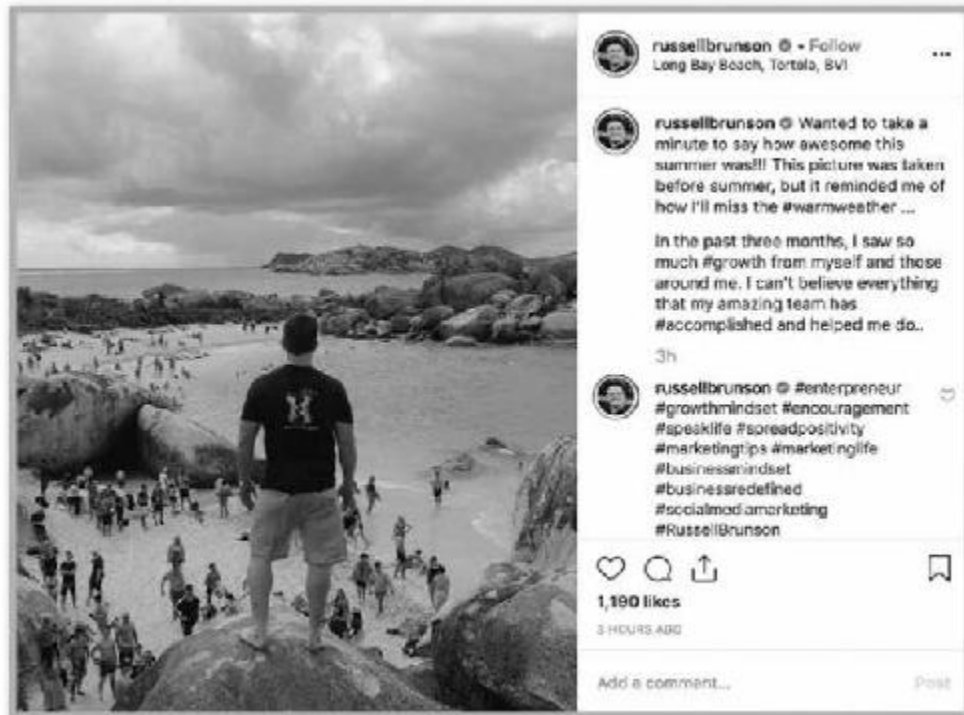 russellbrunson • Follow
Long Bay Beach, Tortola, BVI
russellbrunson Wanted to take a
minute to say how awesome this
summer was!!! This picture was taken
before summer, but it reminded me of
how I'll miss the #warmweather ...
In the past three months, I saw so
much #growth from myself and those
around me. I can't believe everything
that my amazing team has
#accomplished and helped me do..
3h
russellbrunson #enterpreneur
#growthmindset #encouragement
#speaklife #spreadpositivity
#marketingtips #marketinglife
#businessmindset
#businessredefined
#socialmediamarketing
#RussellBrunson
1,190 likes
3 HOURS AGO
Add a comment...
Post